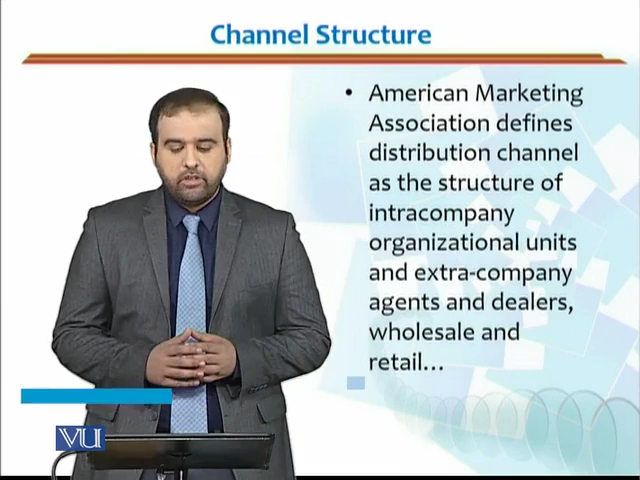 Channel Structure
• American Marketing
Association defines
distribution channel
as the structure of
intracompany
organizational units
and extra-company
agents and dealers,
wholesale and
retail…
VU